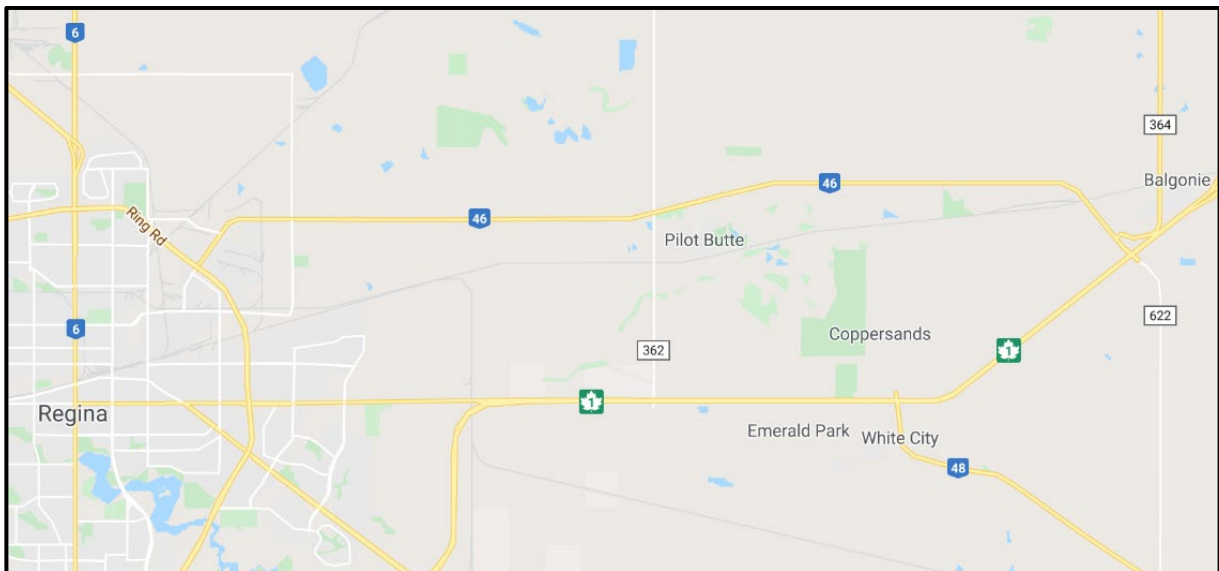 6
364
Balgonie
46
Ring Rd
46
Pilot Butte
622
6
Coppersands
362
1
1
Regina
Emerald Park
White City
48